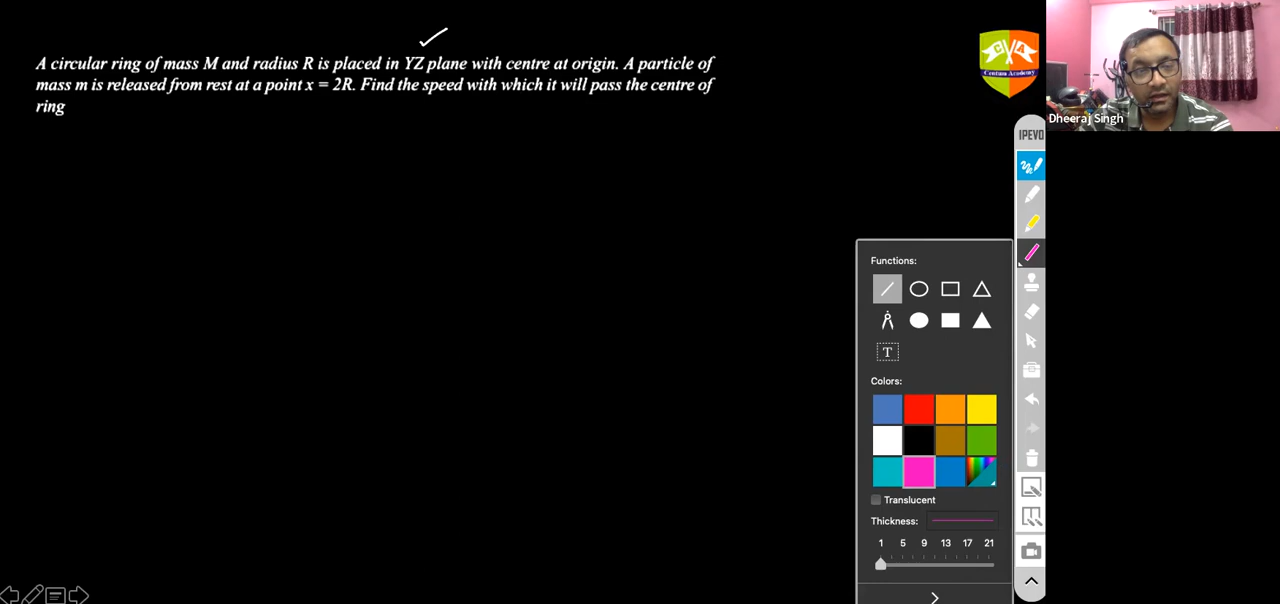 A circular ring of mass M and radius R is placed in YZ plane with centre at origin. A particle of
mass m is released from rest at a point x = 2R. Find the speed with which it will pass the centre of
ring
C A
Centum Academy
Dheeraj Singh
IPEVO
Functions:
T
Colors:
Translucent
Thickness:
1 5 9 13 17 21